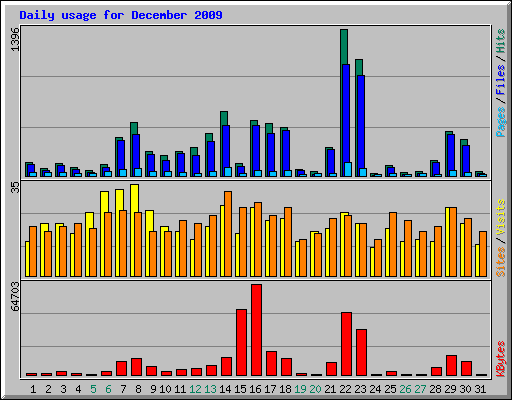 Daily usage for December 2009
1396
Pages / Files / Hits
35
Sites / Visits
64703
KBytes
1 2 3 4 5 6 7 8 9 10 11 12 13 14 15 16 17 18 19 20 21 22 23 24 25 26 27 28 29 30 31